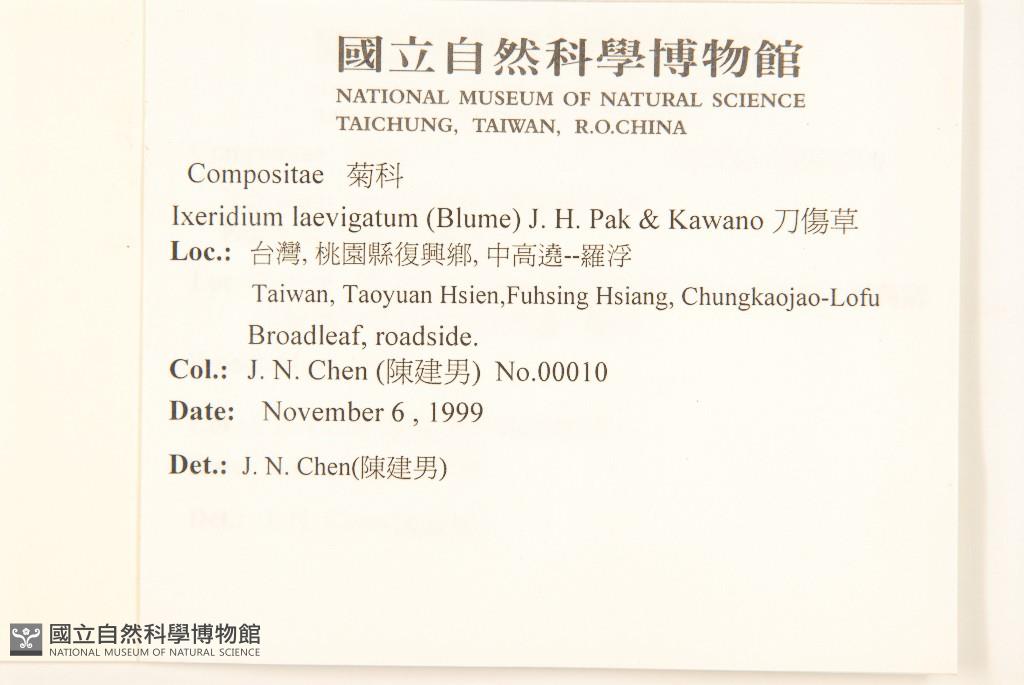 國立自然科學博物館
NATIONAL MUSEUM OF NATURAL SCIENCE
TAICHUNG, TAIWAN, R.O.CHINA
Compositae 菊科
Ixeridium laevigatum (Blume) J. H. Pak & Kawano 刀傷草
Loc.: 台灣, 桃園縣復興鄉, 中高遶--羅浮
Taiwan, Taoyuan Hsien,Fuhsing Hsiang, Chungkaojao-Lofu
Broadleaf, roadside.
Col.: J. N. Chen (陳建男) No.00010
Date: November 6 , 1999
Det.: J. N. Chen(陳建男)
國立自然科學博物館
NATIONAL MUSEUM OF NATURAL SCIENCE